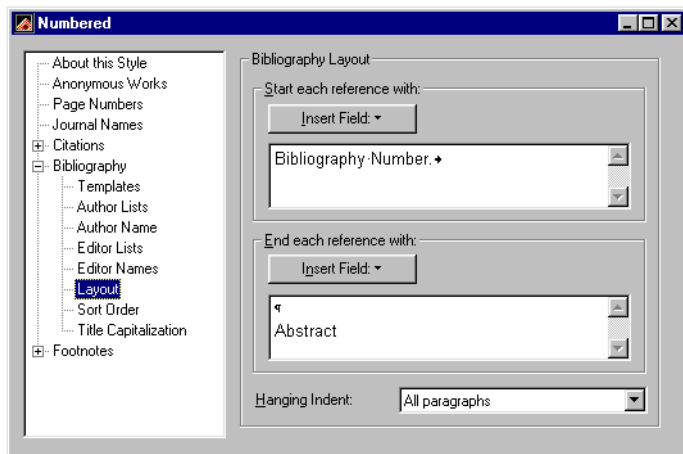 Numbered
About this Style
Anonymous Works
Page Numbers
Journal Names
Citations
Bibliography
Templates
Author Lists
Author Name
Editor Lists
Editor Names
Layout
Sort Order
Title Capitalization
Footnotes
Bibliography Layout
Start each reference with:
Insert Field:
Bibliography·Number.→
End each reference with:
Insert Field:
¶
Abstract
Hanging Indent: All paragraphs